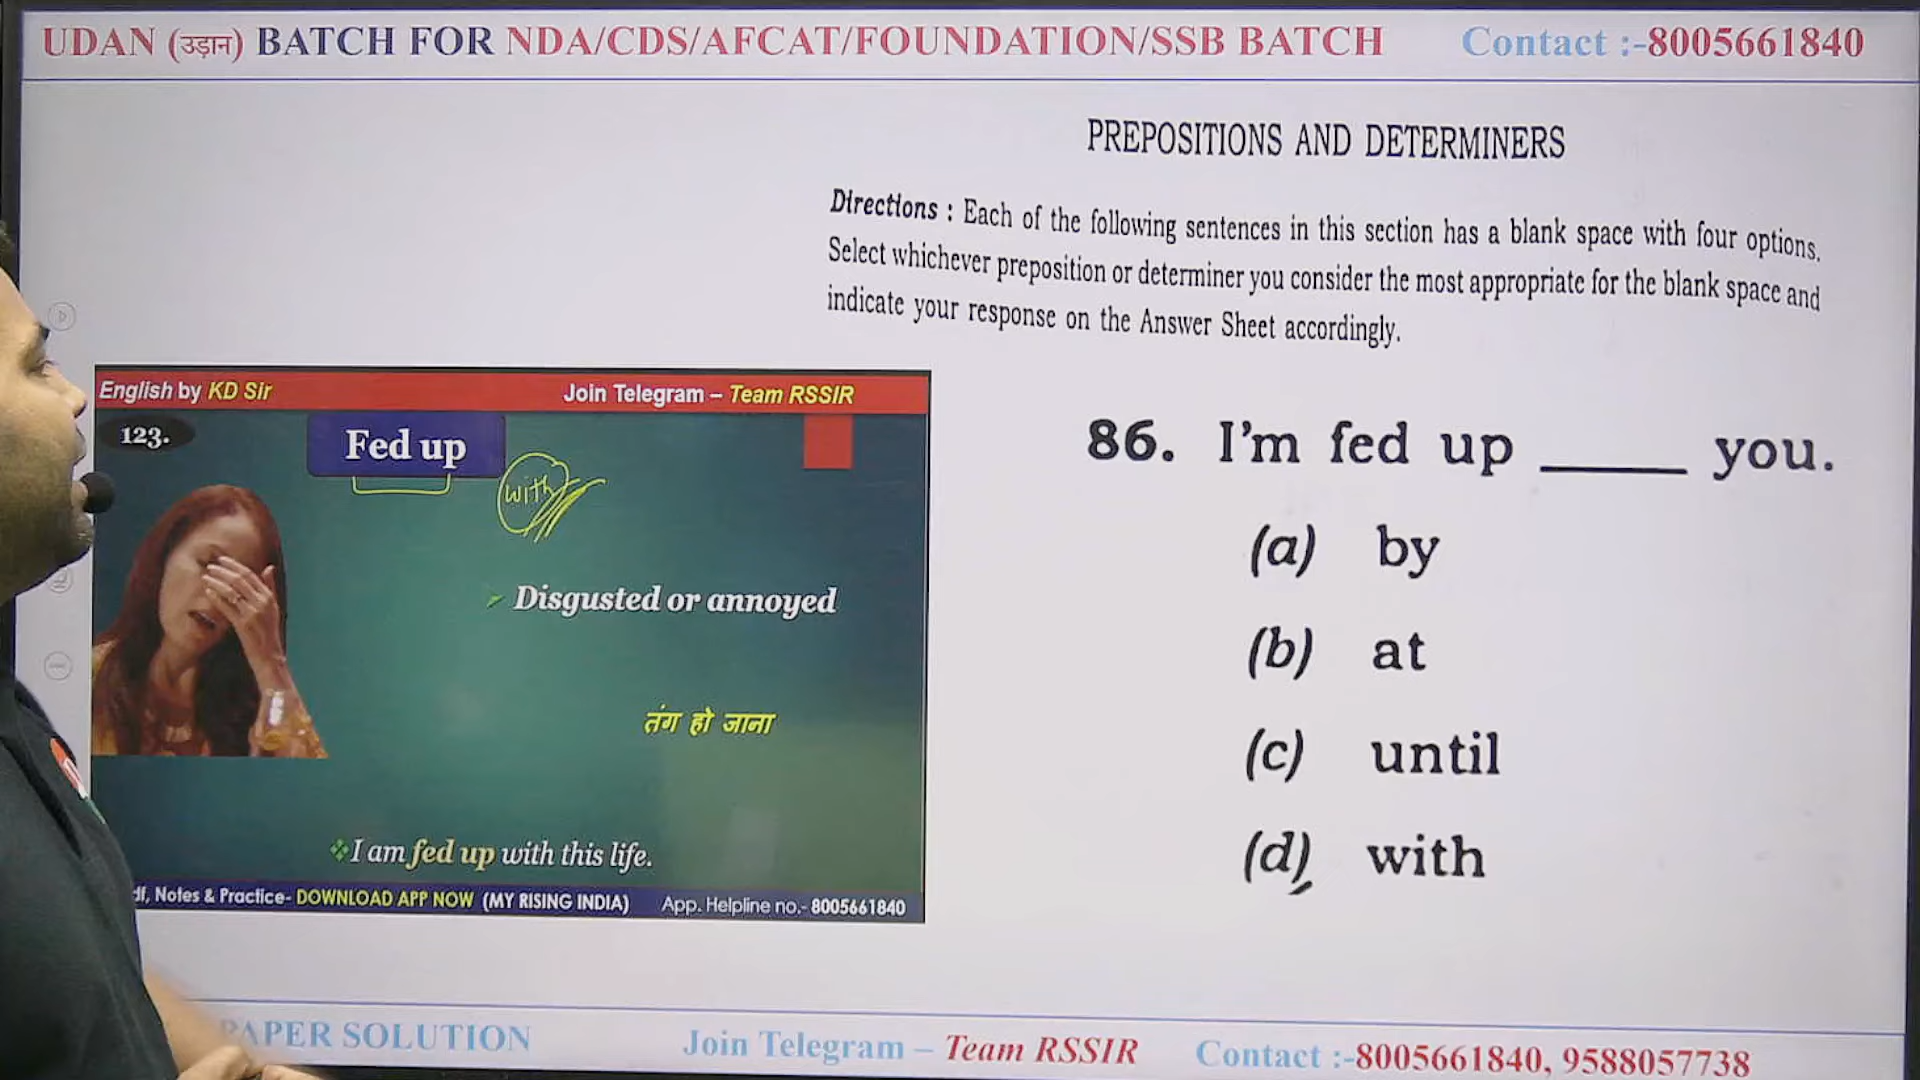 UDAN (उड़ान) BATCH FOR NDA/CDS/AFCAT/FOUNDATION/SSB BATCH Contact :-8005661840
PREPOSITIONS AND DETERMINERS
Directions : Each of the following sentences in this section has a blank space with four options.
Select whichever preposition or determiner you consider the most appropriate for the blank space and
indicate your response on the Answer Sheet accordingly.
English by KD Sir Join Telegram – Team RSSIR
123. Fed up
with
Disgusted or annoyed
तंग हो जाना
I am fed up with this life.
Notes & Practice- DOWNLOAD APP NOW (MY RISING INDIA) App. Helpline no.- 8005661840
86. I'm fed up _____ you.
(a) by
(b) at
(c) until
(d) with
PAPER SOLUTION Join Telegram – Team RSSIR Contact :-8005661840, 9588057738